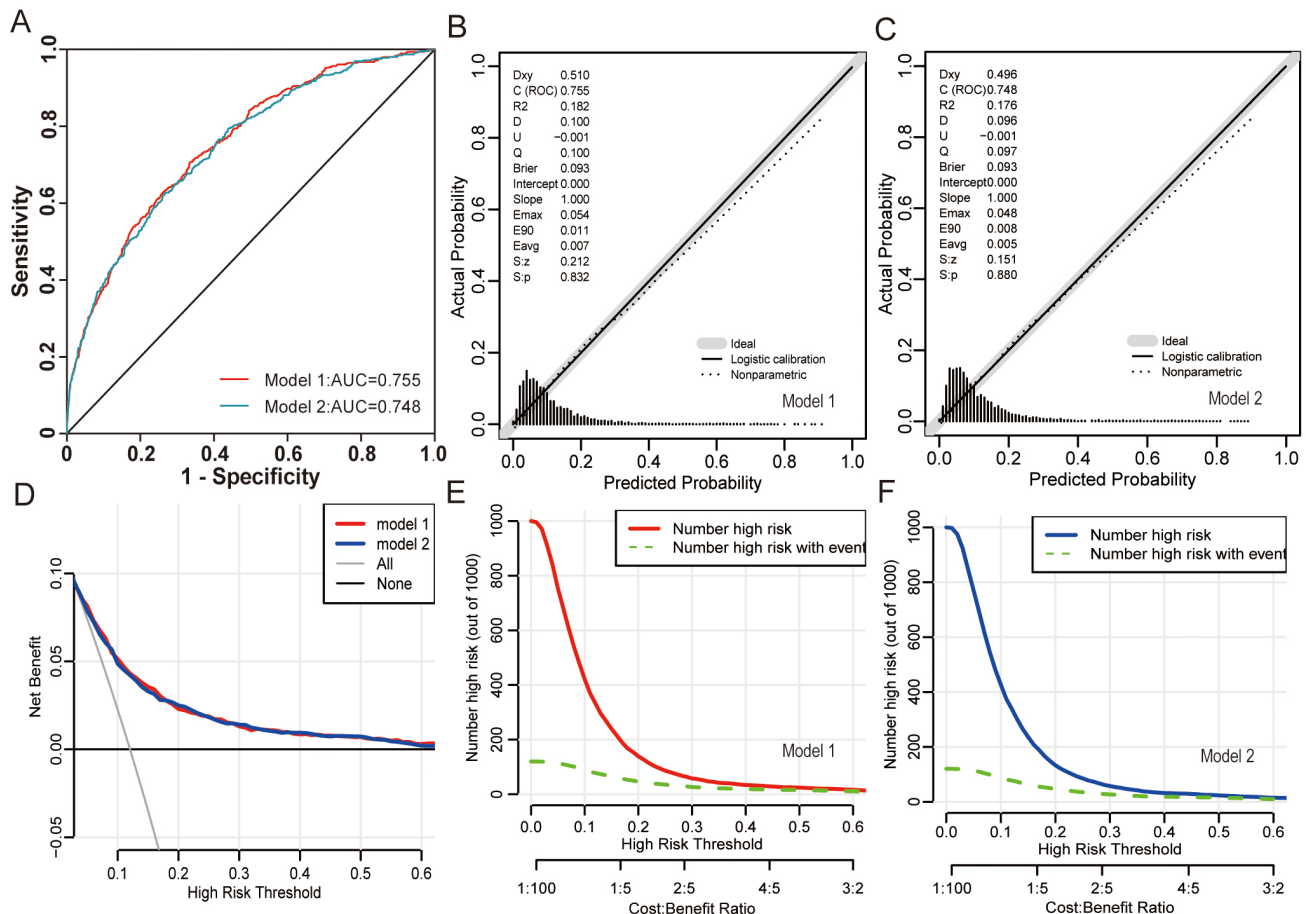 A
1.0
0.8
0.6
0.4
0.2
0
Sensitivity
Model 1:AUC=0.755
Model 2:AUC=0.748
0 0.2 0.4 0.6 0.8 1.0
1 - Specificity
B
1.0
0.8
0.6
0.4
0.2
0.0
Actual Probability
Dxy 0.510
C (ROC) 0.755
R2 0.182
D 0.100
U −0.001
Q 0.100
Brier 0.093
Intercept 0.000
Slope 1.000
Emax 0.054
E90 0.011
Eavg 0.007
S:z 0.212
S:p 0.832
Ideal
Logistic calibration
Nonparametric
Model 1
0.0 0.2 0.4 0.6 0.8 1.0
Predicted Probability
C
1.0
0.8
0.6
0.4
0.2
0.0
Actual Probability
Dxy 0.496
C (ROC) 0.748
R2 0.176
D 0.096
U −0.001
Q 0.097
Brier 0.093
Intercept 0.000
Slope 1.000
Emax 0.048
E90 0.008
Eavg 0.005
S:z 0.151
S:p 0.880
Ideal
Logistic calibration
Nonparametric
Model 2
0.0 0.2 0.4 0.6 0.8 1.0
Predicted Probability
D
model 1
model 2
All
None
0.10
0.05
0.00
−0.05
Net Benefit
0.1 0.2 0.3 0.4 0.5 0.6
High Risk Threshold
E
Number high risk
Number high risk with event
1000
800
600
400
200
0
Number high risk (out of 1000)
Model 1
0.0 0.1 0.2 0.3 0.4 0.5 0.6
High Risk Threshold
1:100 1:5 2:5 4:5 3:2
Cost:Benefit Ratio
F
Number high risk
Number high risk with event
1000
800
600
400
200
0
Number high risk (out of 1000)
Model 2
0.0 0.1 0.2 0.3 0.4 0.5 0.6
High Risk Threshold
1:100 1:5 2:5 4:5 3:2
Cost:Benefit Ratio